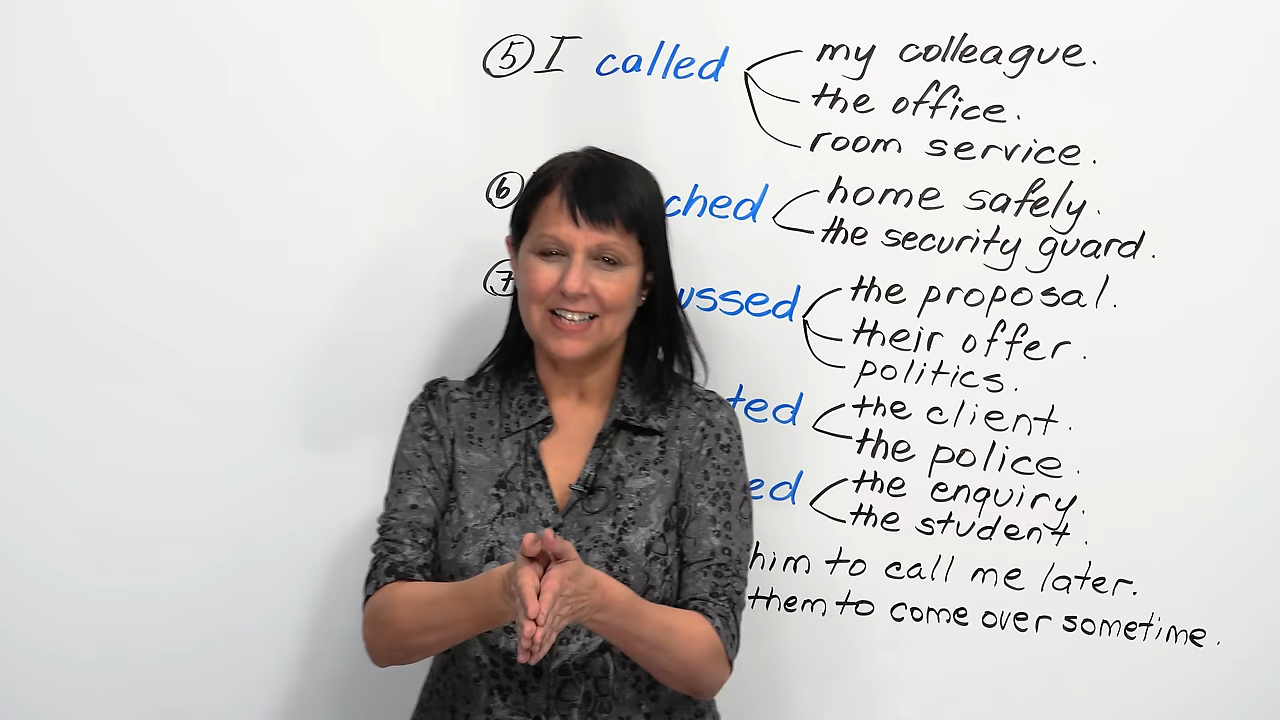 ⑤ I called my colleague.
the office.
room service.
⑥ ched home safely.
the security guard.
⑦ ussed the proposal.
their offer.
politics.
ted the client.
the police.
ed the enquiry.
the student.
him to call me later.
them to come over sometime.